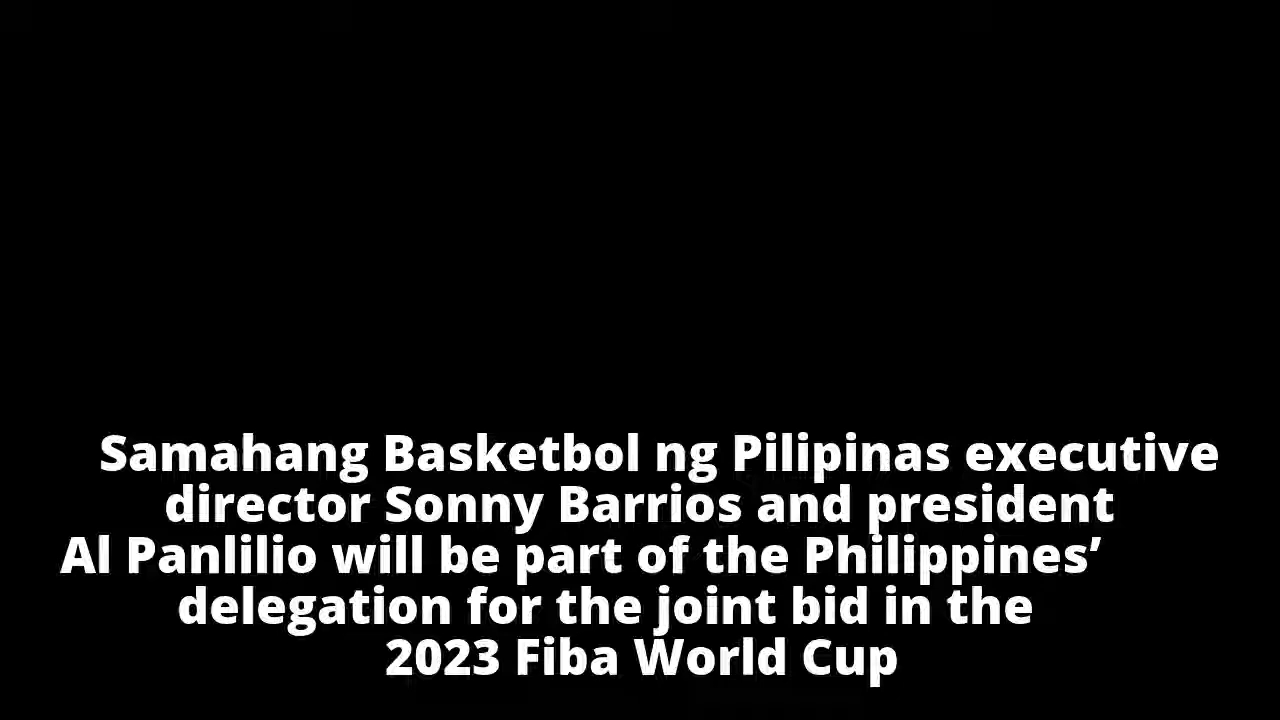 Samahang Basketbol ng Pilipinas executive
director Sonny Barrios and president
Al Panlilio will be part of the Philippines’
delegation for the joint bid in the
2023 Fiba World Cup